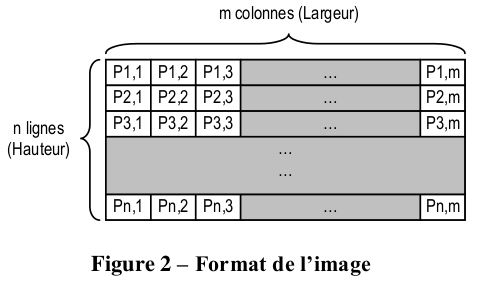 m colonnes (Largeur)
P1,1 P1,2 P1,3 ... P1,m
P2,1 P2,2 P2,3 ... P2,m
P3,1 P3,2 P3,3 ... P3,m
n lignes
(Hauteur)
...
...
Pn,1 Pn,2 Pn,3 ... Pn,m
Figure 2 – Format de l’image